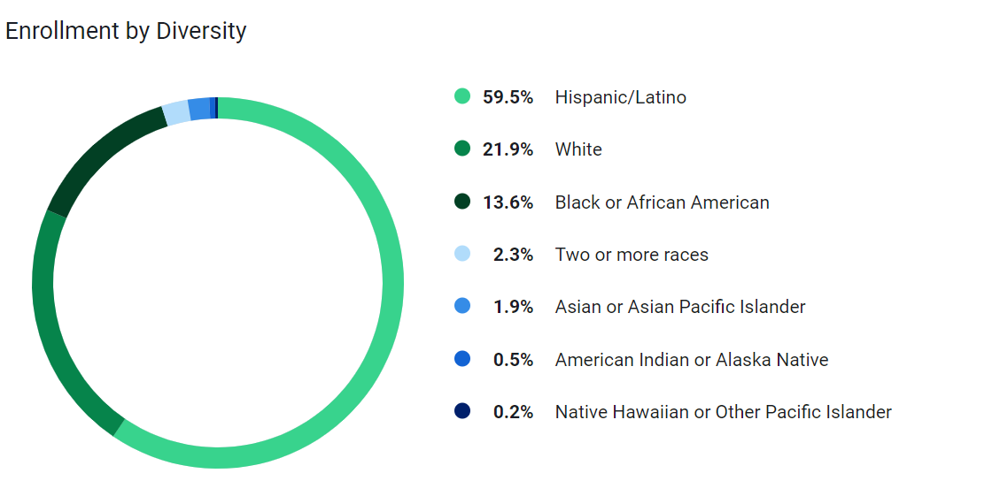 Enrollment by Diversity
59.5% Hispanic/Latino
21.9% White
13.6% Black or African American
2.3% Two or more races
1.9% Asian or Asian Pacific Islander
0.5% American Indian or Alaska Native
0.2% Native Hawaiian or Other Pacific Islander